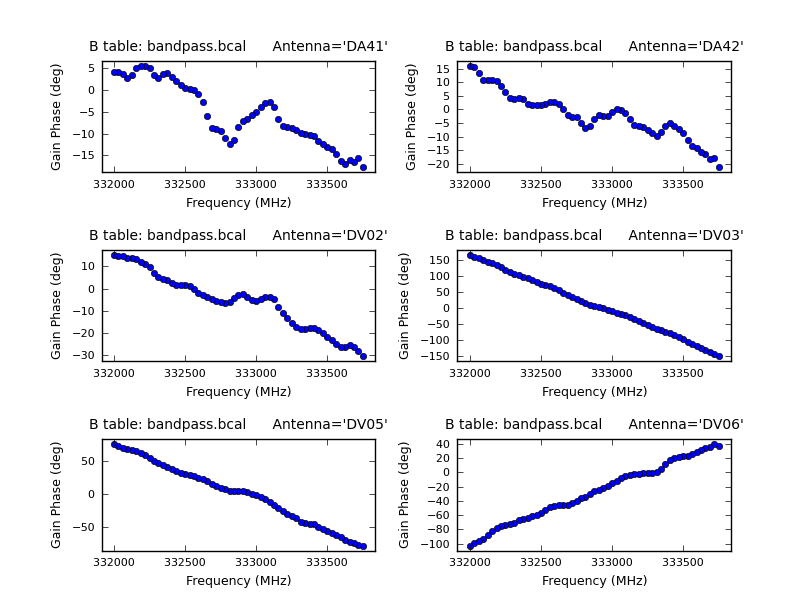 B table: bandpass.bcal Antenna='DA41'
Gain Phase (deg)
5
0
−5
−10
−15
332000 332500 333000 333500
Frequency (MHz)
B table: bandpass.bcal Antenna='DA42'
Gain Phase (deg)
15
10
5
0
−5
−10
−15
−20
332000 332500 333000 333500
Frequency (MHz)
B table: bandpass.bcal Antenna='DV02'
Gain Phase (deg)
10
0
−10
−20
−30
332000 332500 333000 333500
Frequency (MHz)
B table: bandpass.bcal Antenna='DV03'
Gain Phase (deg)
150
100
50
0
−50
−100
−150
332000 332500 333000 333500
Frequency (MHz)
B table: bandpass.bcal Antenna='DV05'
Gain Phase (deg)
50
0
−50
332000 332500 333000 333500
Frequency (MHz)
B table: bandpass.bcal Antenna='DV06'
Gain Phase (deg)
40
20
0
−20
−40
−60
−80
−100
332000 332500 333000 333500
Frequency (MHz)